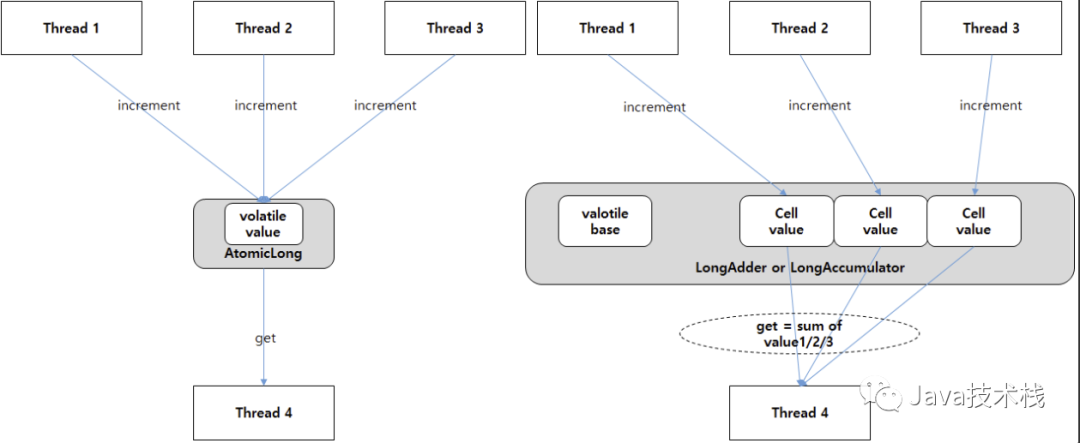 Thread 1
Thread 2
Thread 3
Thread 1
Thread 2
Thread 3
increment
increment
increment
increment
increment
increment
volatile
value
AtomicLong
valotile
base
Cell
value
Cell
value
Cell
value
LongAdder or LongAccumulator
get
get = sum of
value1/2/3
Thread 4
Thread 4
Java技术栈